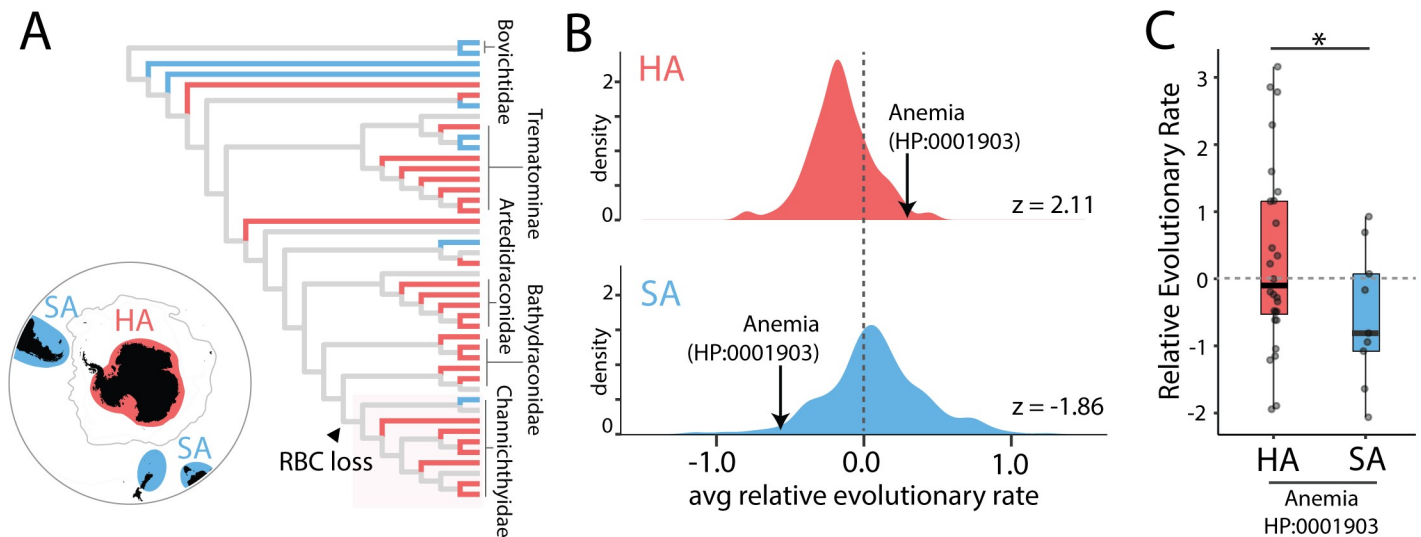 A
Bovichtidae
Trematominae
Artedidraconidae
Bathydraconidae
Channichthyidae
SA
HA
SA
RBC loss
B
HA
density
2
0
Anemia
(HP:0001903)
z = 2.11
SA
density
2
0
Anemia
(HP:0001903)
z = -1.86
-1.0
0.0
1.0
avg relative evolutionary rate
C
*
Relative Evolutionary Rate
3
2
1
0
-1
-2
HA
SA
Anemia
HP:0001903